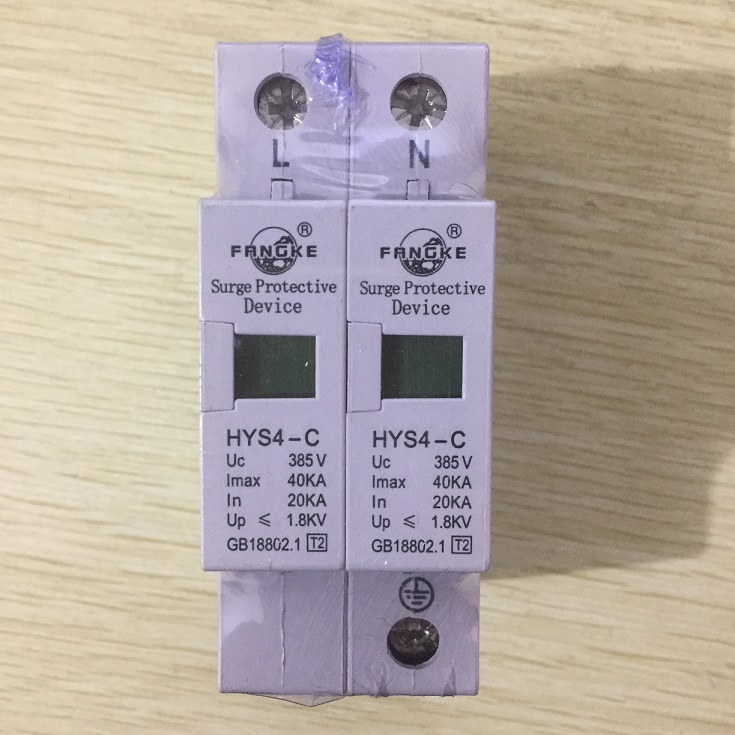 L N
FANGKE ®
Surge Protective
Device
HYS4-C
Uc 385V
Imax 40KA
In 20KA
Up ≤ 1.8KV
GB18802.1 T2
FANGKE ®
Surge Protective
Device
HYS4-C
Uc 385V
Imax 40KA
In 20KA
Up ≤ 1.8KV
GB18802.1 T2